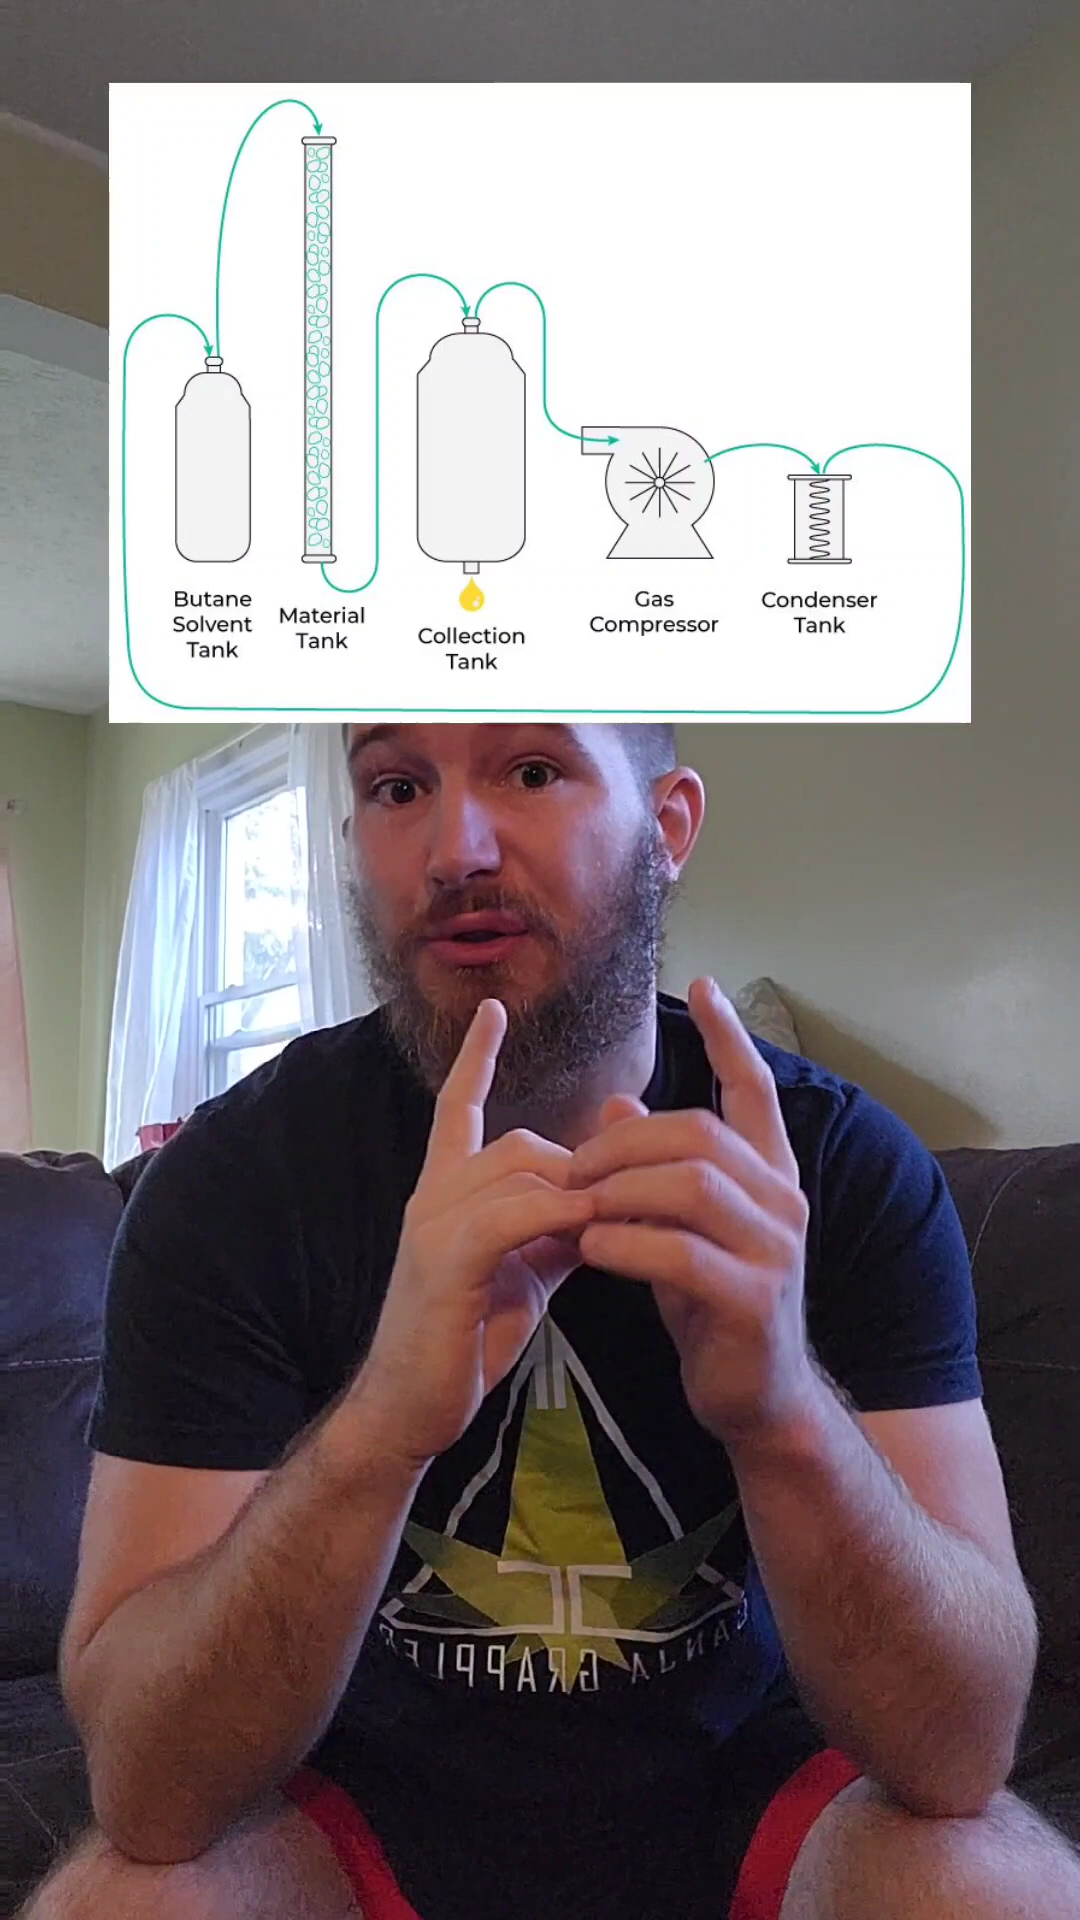 Butane
Solvent
Tank
Material
Tank
Collection
Tank
Gas
Compressor
Condenser
Tank